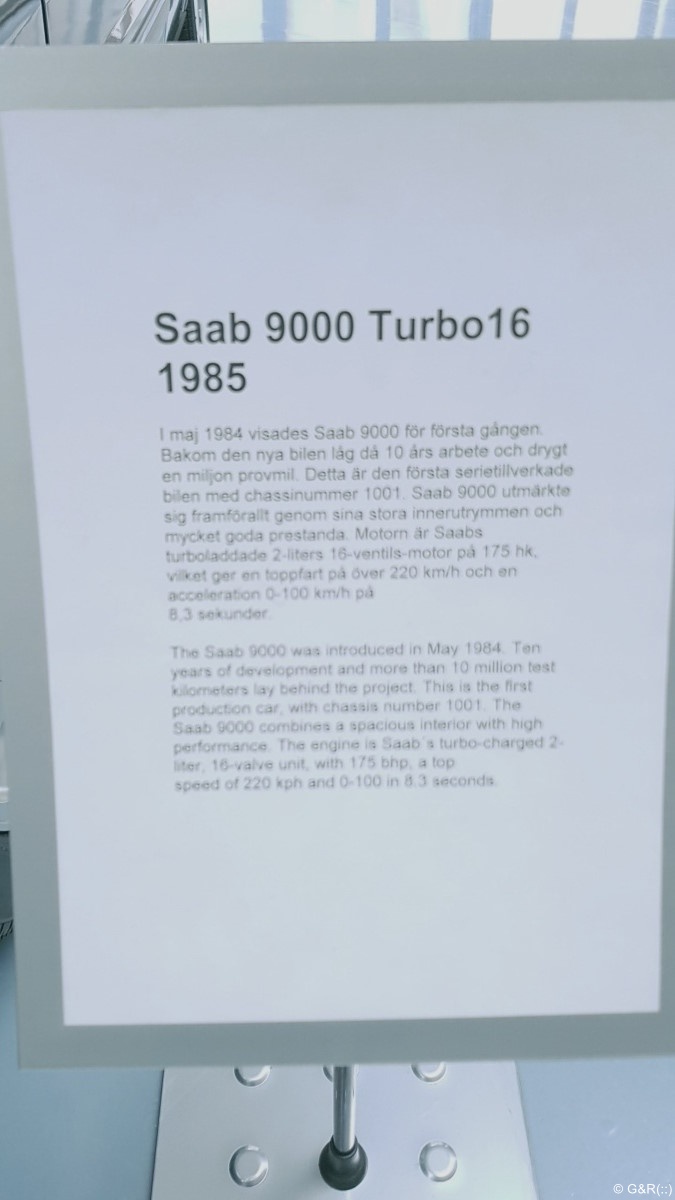 Saab 9000 Turbo16
1985
I maj 1984 visades Saab 9000 för första gången.
Bakom den nya bilen låg då 10 års arbete och drygt
en miljon provmil. Detta är den första serietillverkade
bilen med chassinummer 1001. Saab 9000 utmärkte
sig framförallt genom sina stora innerutrymmen och
mycket goda prestanda. Motorn är Saabs
turboladdade 2-liters 16-ventils-motor på 175 hk,
vilket ger en toppfart på över 220 km/h och en
acceleration 0-100 km/h på
8,3 sekunder.
The Saab 9000 was introduced in May 1984. Ten
years of development and more than 10 million test
kilometers lay behind the project. This is the first
production car, with chassis number 1001. The
Saab 9000 combines a spacious interior with high
performance. The engine is Saab´s turbo-charged 2-
liter, 16-valve unit, with 175 bhp, a top
speed of 220 kph and 0-100 in 8.3 seconds.
© G&R(::)